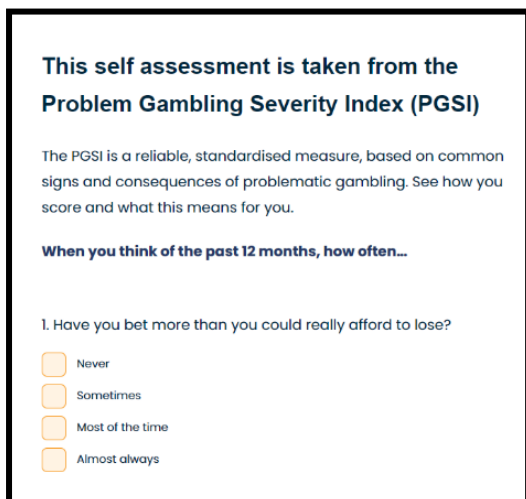 This self assessment is taken from the
Problem Gambling Severity Index (PGSI)
The PGSI is a reliable, standardised measure, based on common
signs and consequences of problematic gambling. See how you
score and what this means for you.
When you think of the past 12 months, how often...
1. Have you bet more than you could really afford to lose?
Never
Sometimes
Most of the time
Almost always